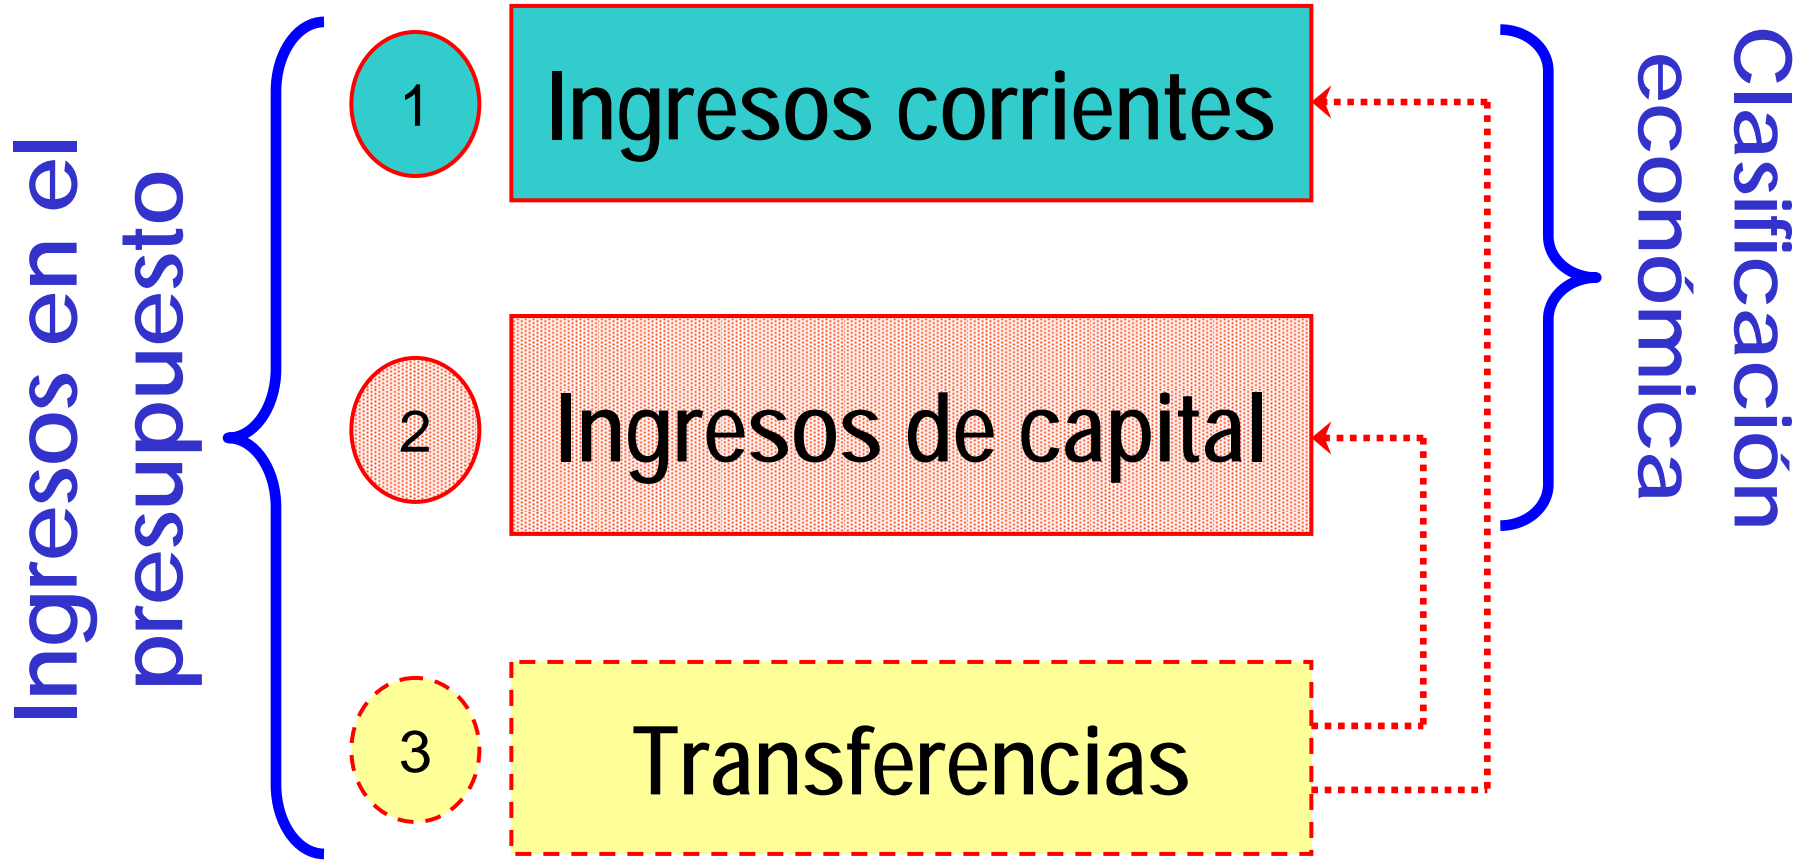 Ingresos en el
presupuesto
1
Ingresos corrientes
2
Ingresos de capital
3
Transferencias
Clasificación
económica